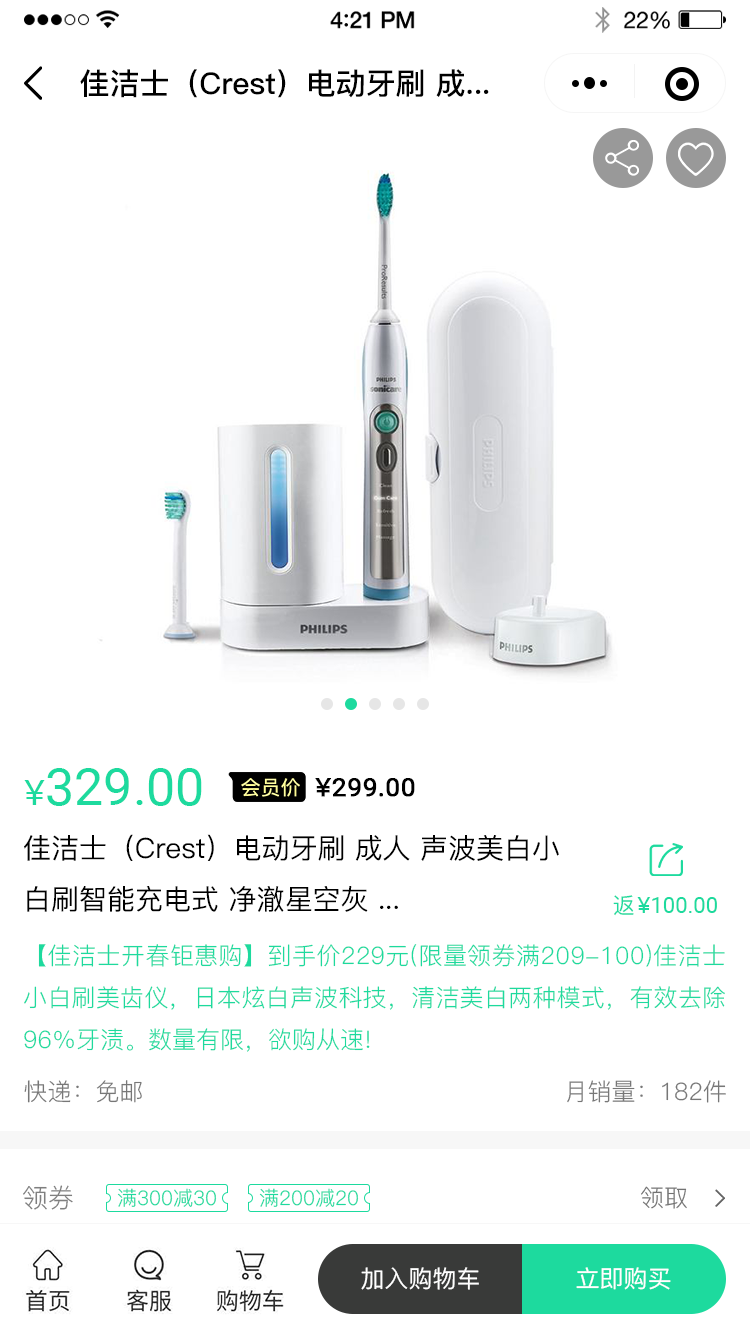 4:21 PM
22%
佳洁士（Crest）电动牙刷 成...
ProResults
PHILIPS
sonicare
Clean
Gum Care
Refresh
Sensitive
Massage
PHILIPS
PHILIPS
PHILIPS
¥329.00
会员价
¥299.00
佳洁士（Crest）电动牙刷 成人 声波美白小
白刷智能充电式 净澈星空灰 ...
返¥100.00
【佳洁士开春钜惠购】到手价229元(限量领券满209-100)佳洁士
小白刷美齿仪，日本炫白声波科技，清洁美白两种模式，有效去除
96%牙渍。数量有限，欲购从速!
快递：免邮
月销量：182件
领券
满300减30
满200减20
领取
首页
客服
购物车
加入购物车
立即购买